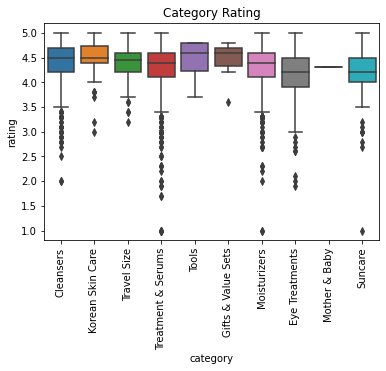 Category Rating
5.0
4.5
4.0
3.5
3.0
2.5
2.0
1.5
1.0
rating
Cleansers
Korean Skin Care
Travel Size
Treatment & Serums
Tools
Gifts & Value Sets
Moisturizers
Eye Treatments
Mother & Baby
Suncare
category